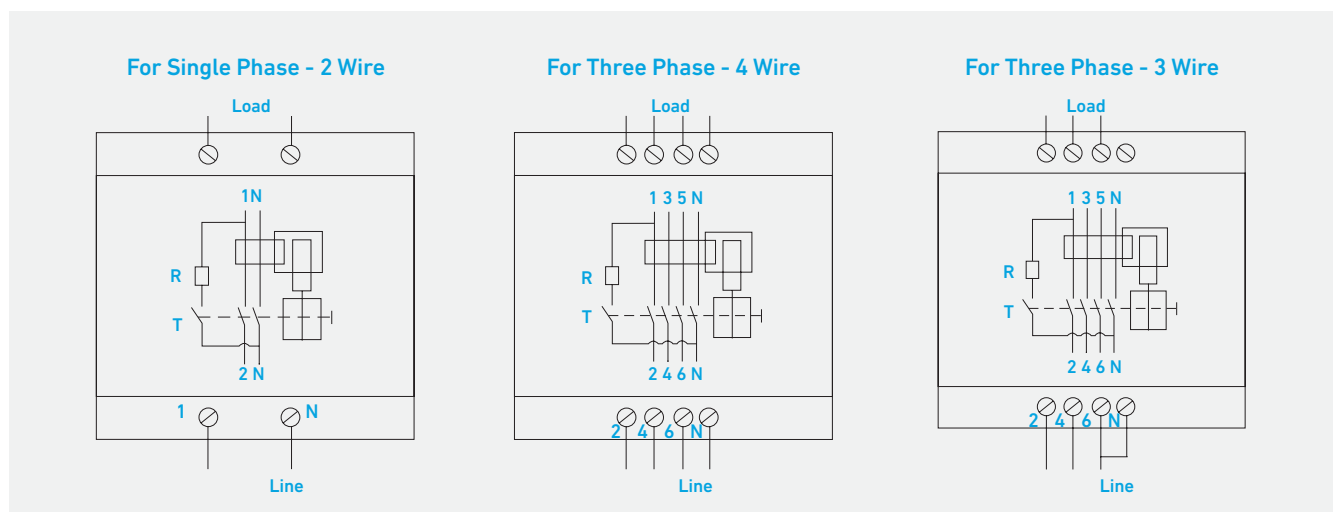 For Single Phase - 2 Wire
Load
1 N
R
T
2 N
1 N
Line
For Three Phase - 4 Wire
Load
1 3 5 N
R
T
2 4 6 N
2 4 6 N
Line
For Three Phase - 3 Wire
Load
1 3 5 N
R
T
2 4 6 N
2 4 6 N
Line